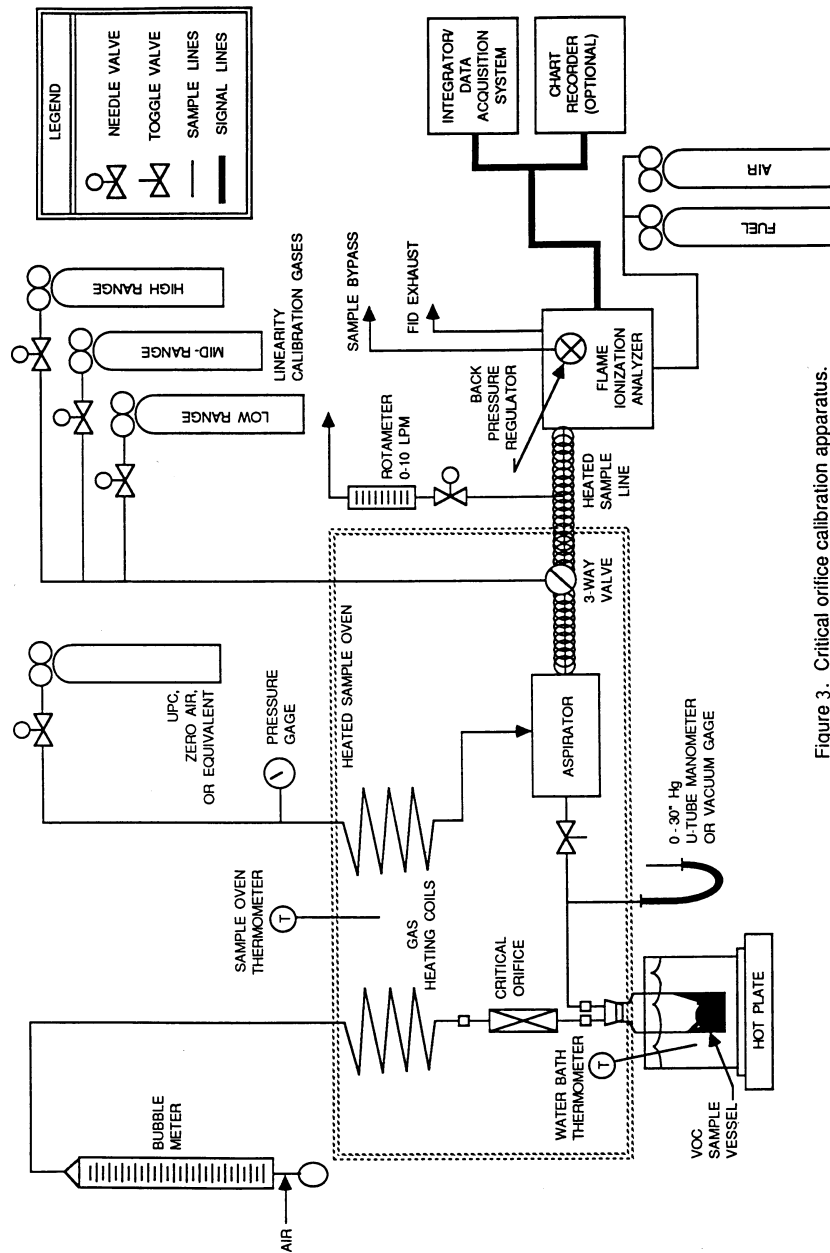 LEGEND
NEEDLE VALVE
TOGGLE VALVE
SAMPLE LINES
SIGNAL LINES
HIGH RANGE
MID-RANGE
LOW RANGE
LINEARITY
CALIBRATION GASES
UPC,
ZERO AIR,
OR EQUIVALENT
PRESSURE
GAGE
HEATED SAMPLE OVEN
SAMPLE OVEN
THERMOMETER
T
GAS
HEATING COILS
BUBBLE
METER
AIR
CRITICAL
ORIFICE
WATER BATH
THERMOMETER
T
VOC
SAMPLE
VESSEL
HOT PLATE
0 -30" Hg
U-TUBE MANOMETER
OR VACUUM GAGE
ASPIRATOR
3-WAY
VALVE
HEATED SAMPLE
LINE
ROTAMETER
0-10 LPM
BACK
PRESSURE
REGULATOR
SAMPLE BYPASS
FID EXHAUST
FLAME
IONIZATION
ANALYZER
INTEGRATOR/
DATA
ACQUISITION
SYSTEM
CHART
RECORDER
(OPTIONAL)
FUEL
AIR
Figure 3. Critical orifice calibration apparatus.